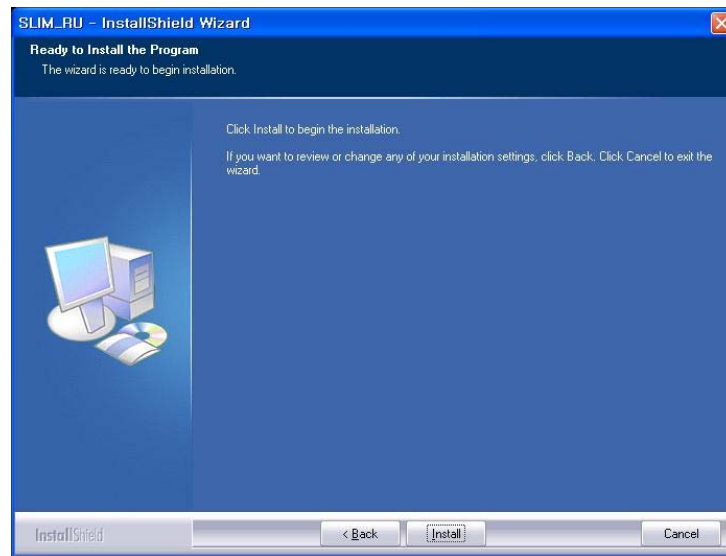 SLIM_RU - InstallShield Wizard
Ready to Install the Program
The wizard is ready to begin installation.
Click Install to begin the installation.
If you want to review or change any of your installation settings, click Back. Click Cancel to exit the
wizard.
InstallShield
< Back
Install
Cancel